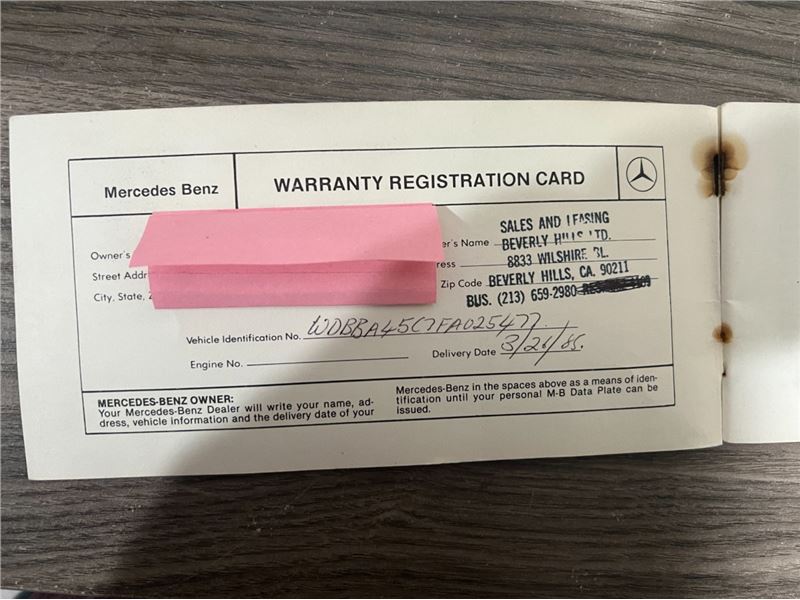 Mercedes Benz
WARRANTY REGISTRATION CARD
Owner's
Street Addr
City, State,
er's Name
ress
Zip Code
SALES AND LEASING
BEVERLY HILLS LTD.
8833 WILSHIRE BL.
BEVERLY HILLS, CA. 90211
BUS. (213) 659-2980
Vehicle Identification No. WDBBA45C7FA025477
Engine No.
Delivery Date 3/26/85.
MERCEDES-BENZ OWNER:
Your Mercedes-Benz Dealer will write your name, ad-
dress, vehicle information and the delivery date of your
Mercedes-Benz in the spaces above as a means of iden-
tification until your personal M-B Data Plate can be
issued.